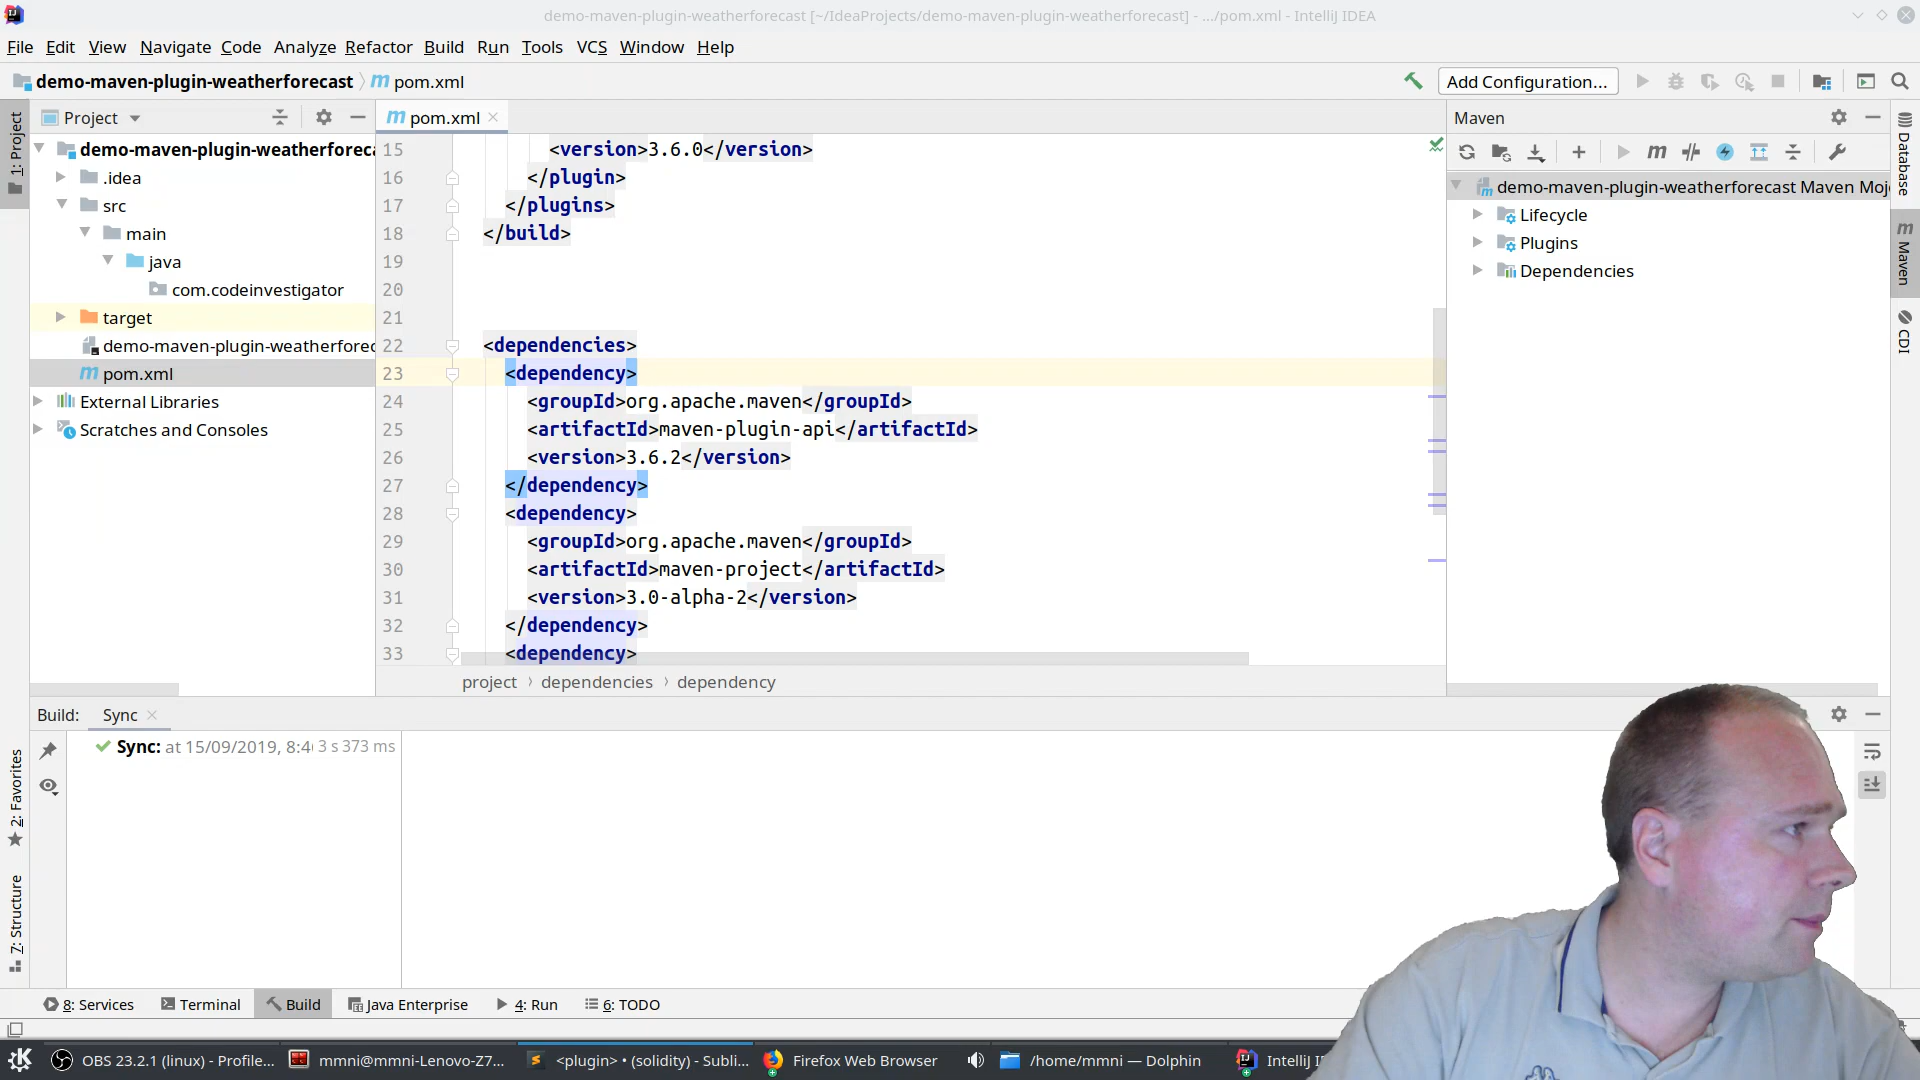 demo-maven-plugin-weatherforecast [~/IdeaProjects/demo-maven-plugin-weatherforecast] - .../pom.xml - IntelliJ IDEA
File Edit View Navigate Code Analyze Refactor Build Run Tools VCS Window Help
demo-maven-plugin-weatherforecast pom.xml
Add Configuration...
1: Project
Project
demo-maven-plugin-weatherforeca
.idea
src
main
java
com.codeinvestigator
target
demo-maven-plugin-weatherforec
pom.xml
External Libraries
Scratches and Consoles
pom.xml
15 <version>3.6.0</version>
16 </plugin>
17 </plugins>
18 </build>
19
20
21
22 <dependencies>
23 <dependency>
24 <groupId>org.apache.maven</groupId>
25 <artifactId>maven-plugin-api</artifactId>
26 <version>3.6.2</version>
27 </dependency>
28 <dependency>
29 <groupId>org.apache.maven</groupId>
30 <artifactId>maven-project</artifactId>
31 <version>3.0-alpha-2</version>
32 </dependency>
33 <dependency>
project › dependencies › dependency
Maven
demo-maven-plugin-weatherforecast Maven Moj
Lifecycle
Plugins
Dependencies
Database
Maven
CDI
Build: Sync
Sync: at 15/09/2019, 8:4 3 s 373 ms
2: Favorites
7: Structure
8: Services Terminal Build Java Enterprise 4: Run 6: TODO
OBS 23.2.1 (linux) - Profile... mmni@mmni-Lenovo-Z7... <plugin> • (solidity) - Subli... Firefox Web Browser /home/mmni — Dolphin IntelliJ I